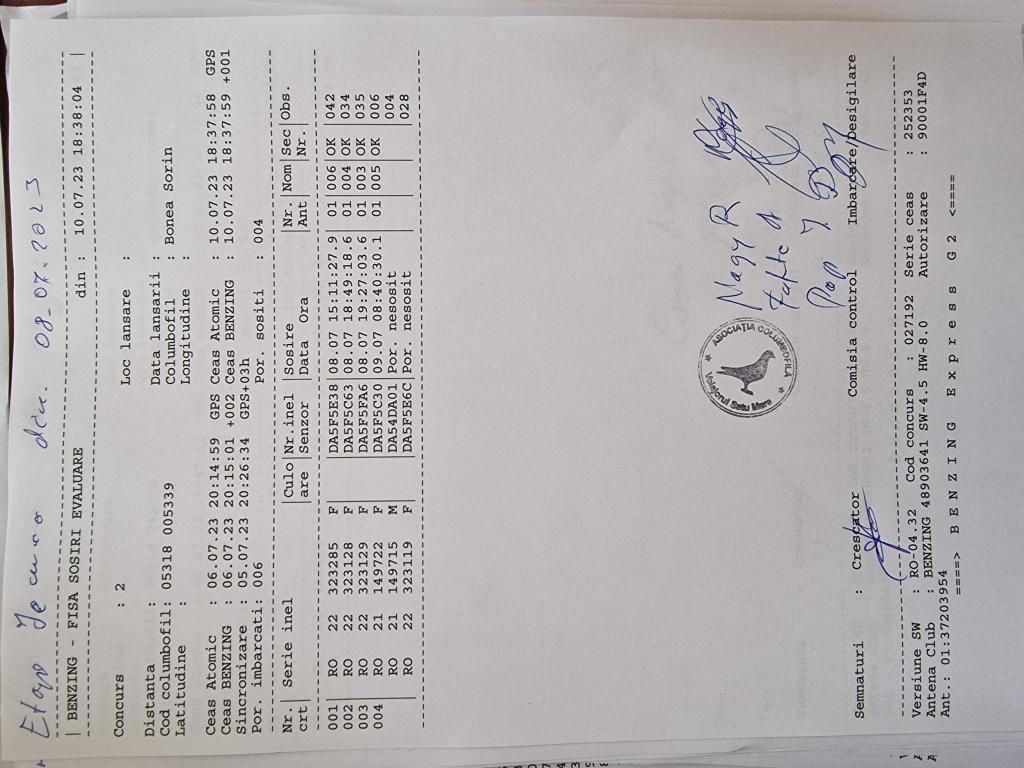 Etapa din. 08-07.2023
| BENZING - FISA SOSIRI EVALUARE din : 10.07.23 18:38:04 |
Concurs : 2 Loc lansare :
Distanta : Data lansarii :
Cod columbofil: 05318 005339 Columbofil : Bonea Sorin
Latitudine : Longitudine :
Ceas Atomic : 06.07.23 20:14:59 GPS Ceas Atomic : 10.07.23 18:37:58 GPS
Ceas BENZING : 06.07.23 20:15:01 +002 Ceas BENZING : 10.07.23 18:37:59 +001
Sincronizare : 05.07.23 20:26:34 GPS+03h
Por. imbarcati: 006 Por. sositi : 004
Nr.| Serie inel |Culo|Nr.inel |Sosire |Nr. |Nom|Sec|Obs.
crt| |are |Senzor |Data Ora |Ant | |Nr.|
001 | RO 22 323285 F |DA5F5E38|08.07 15:11:27.9|01|006|OK |042
002 | RO 22 323128 F |DA5F5C63|08.07 18:49:18.6|01|004|OK |034
003 | RO 22 323129 F |DA5F5FA6|08.07 19:27:03.6|01|003|OK |035
004 | RO 21 149722 F |DA5F5C30|09.07 08:40:30.1|01|005|OK |006
RO 21 149715 M |DA54DA01|Por. nesosit | |004
RO 22 323119 F |DA5F5E6C|Por. nesosit | |028
ASOCIAȚIA COLUMBOFILA
Voiajorul Satu Mare
Nagy R
Pop I
Semnaturi : Crescator Comisia control Imbarcare/Desigilare
Versiune SW : RO-04.32 Cod concurs : 027192 Serie ceas : 252353
Antena Club : BENZING 48903641 SW-4.5 HW-8.0 Autorizare : 90001F4D
Ant.: 01:37203954
====> B E N Z I N G E x p r e s s G 2 <====